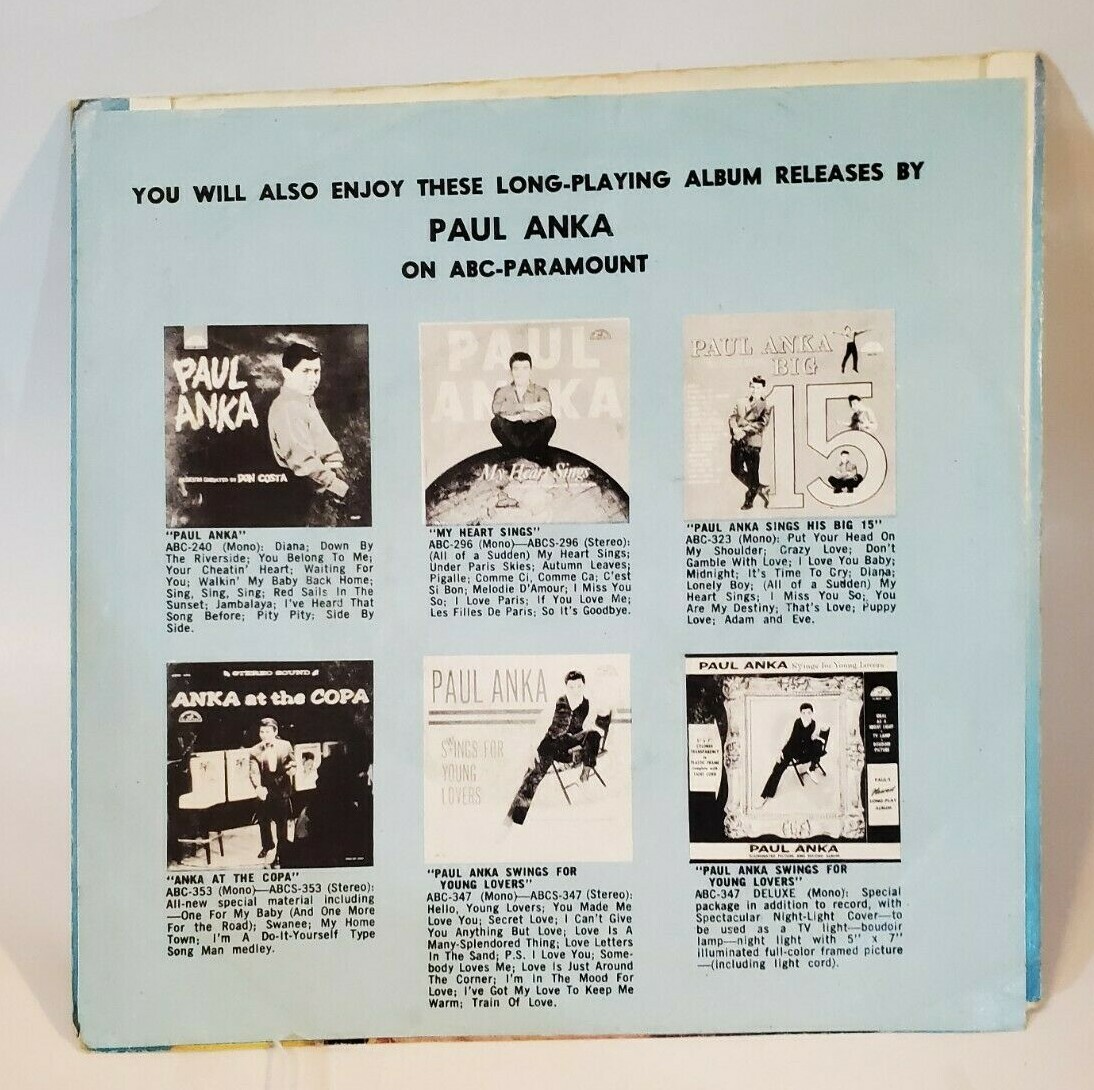 YOU WILL ALSO ENJOY THESE LONG-PLAYING ALBUM RELEASES BY
PAUL ANKA
ON ABC-PARAMOUNT
PAUL
ANKA
DON COSTA
"PAUL ANKA"
ABC-240 (Mono): Diana; Down By
The Riverside; You Belong To Me;
Your Cheatin' Heart; Waiting For
You; Walkin' My Baby Back Home;
Sing, Sing, Sing; Red Sails In The
Sunset; Jambalaya; I've Heard That
Song Before; Pity Pity; Side By
Side.
PAUL
ANKA
My Heart Sings
"MY HEART SINGS"
ABC-296 (Mono)—ABCS-296 (Stereo):
(All of a Sudden) My Heart Sings;
Under Paris Skies; Autumn Leaves;
Pigalle; Comme Ci, Comme Ca; C'est
Si Bon; Melodie D'Amour; I Miss You
So; I Love Paris; If You Love Me;
Les Filles De Paris; So It's Goodbye.
PAUL ANKA
BIG
15
"PAUL ANKA SINGS HIS BIG 15"
ABC-323 (Mono): Put Your Head On
My Shoulder; Crazy Love; Don't
Gamble With Love; I Love You Baby;
Midnight; It's Time To Cry; Diana;
Lonely Boy; (All of a Sudden) My
Heart Sings; I Miss You So; You
Are My Destiny; That's Love; Puppy
Love; Adam and Eve.
STEREO SOUND
ANKA at the COPA
"ANKA AT THE COPA"
ABC-353 (Mono)—ABCS-353 (Stereo):
All-new special material including
—One For My Baby (And One More
For the Road); Swanee; My Home
Town; I'm A Do-It-Yourself Type
Song Man medley.
PAUL ANKA
SWINGS FOR
YOUNG
LOVERS
"PAUL ANKA SWINGS FOR
YOUNG LOVERS"
ABC-347 (Mono)—ABCS-347 (Stereo):
Hello, Young Lovers; You Made Me
Love You; Secret Love; I Can't Give
You Anything But Love; Love Is A
Many-Splendored Thing; Love Letters
In The Sand; P.S. I Love You; Some-
body Loves Me; Love Is Just Around
The Corner; I'm In The Mood For
Love; I've Got My Love To Keep Me
Warm; Train Of Love.
PAUL ANKA Swings for Young Lovers
PAUL ANKA
"PAUL ANKA SWINGS FOR
YOUNG LOVERS"
ABC-347 DELUXE (Mono): Special
package in addition to record, with
Spectacular Night-Light Cover—to
be used as a TV light—boudoir
lamp—night light with 5" x 7"
illuminated full-color framed picture
—(including light cord).